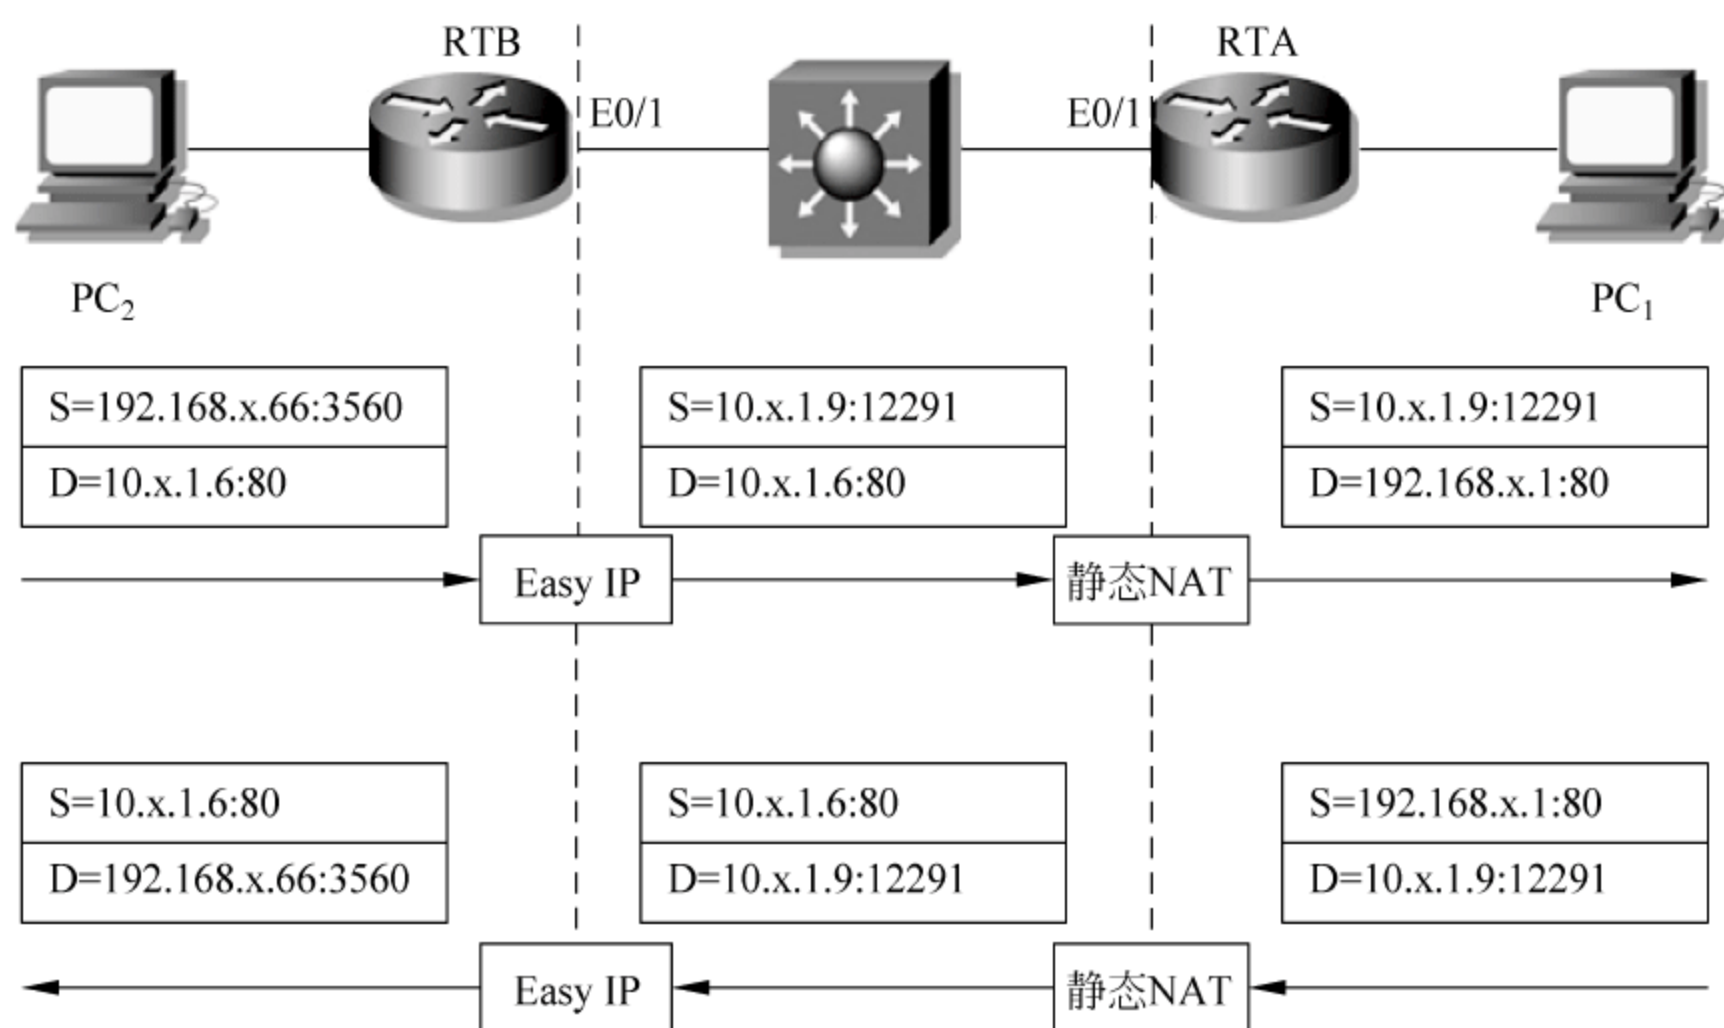 RTB
RTA
E0/1
E0/1
PC2
PC1
S=192.168.x.66:3560
D=10.x.1.6:80
S=10.x.1.9:12291
D=10.x.1.6:80
S=10.x.1.9:12291
D=192.168.x.1:80
Easy IP
静态NAT
S=10.x.1.6:80
D=192.168.x.66:3560
S=10.x.1.6:80
D=10.x.1.9:12291
S=192.168.x.1:80
D=10.x.1.9:12291
Easy IP
静态NAT